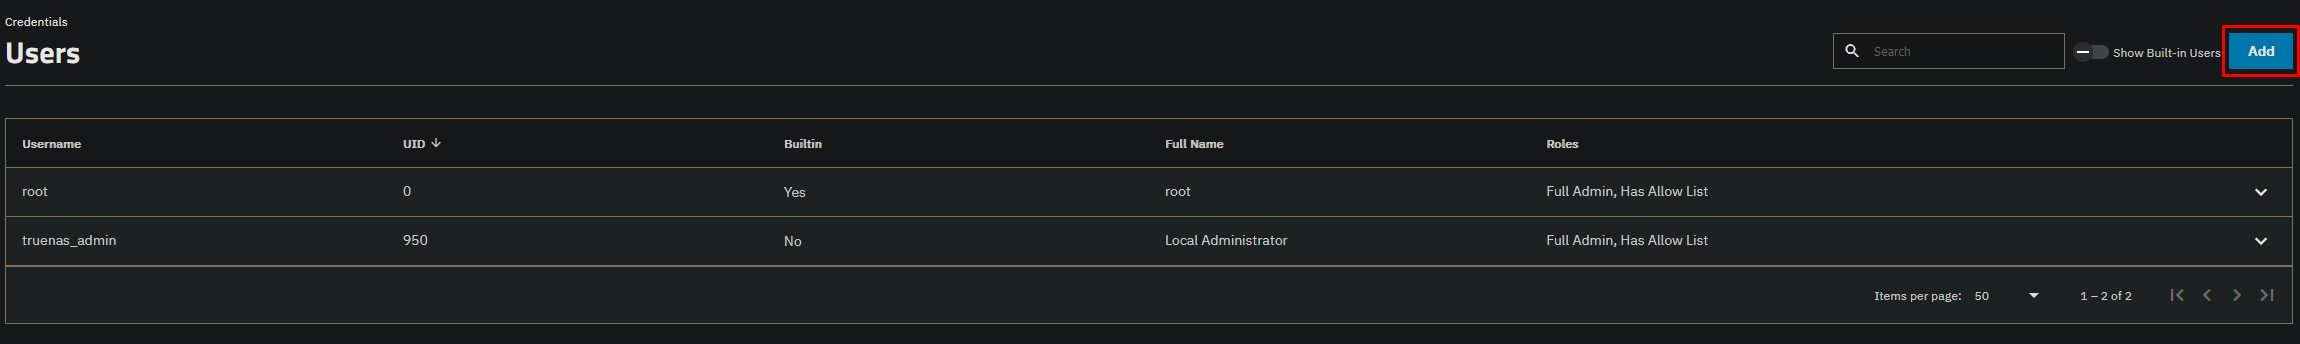 Credentials
Users
Search
Show Built-in Users
Add
Username UID Builtin Full Name Roles
root 0 Yes root Full Admin, Has Allow List
truenas_admin 950 No Local Administrator Full Admin, Has Allow List
Items per page: 50 1 – 2 of 2